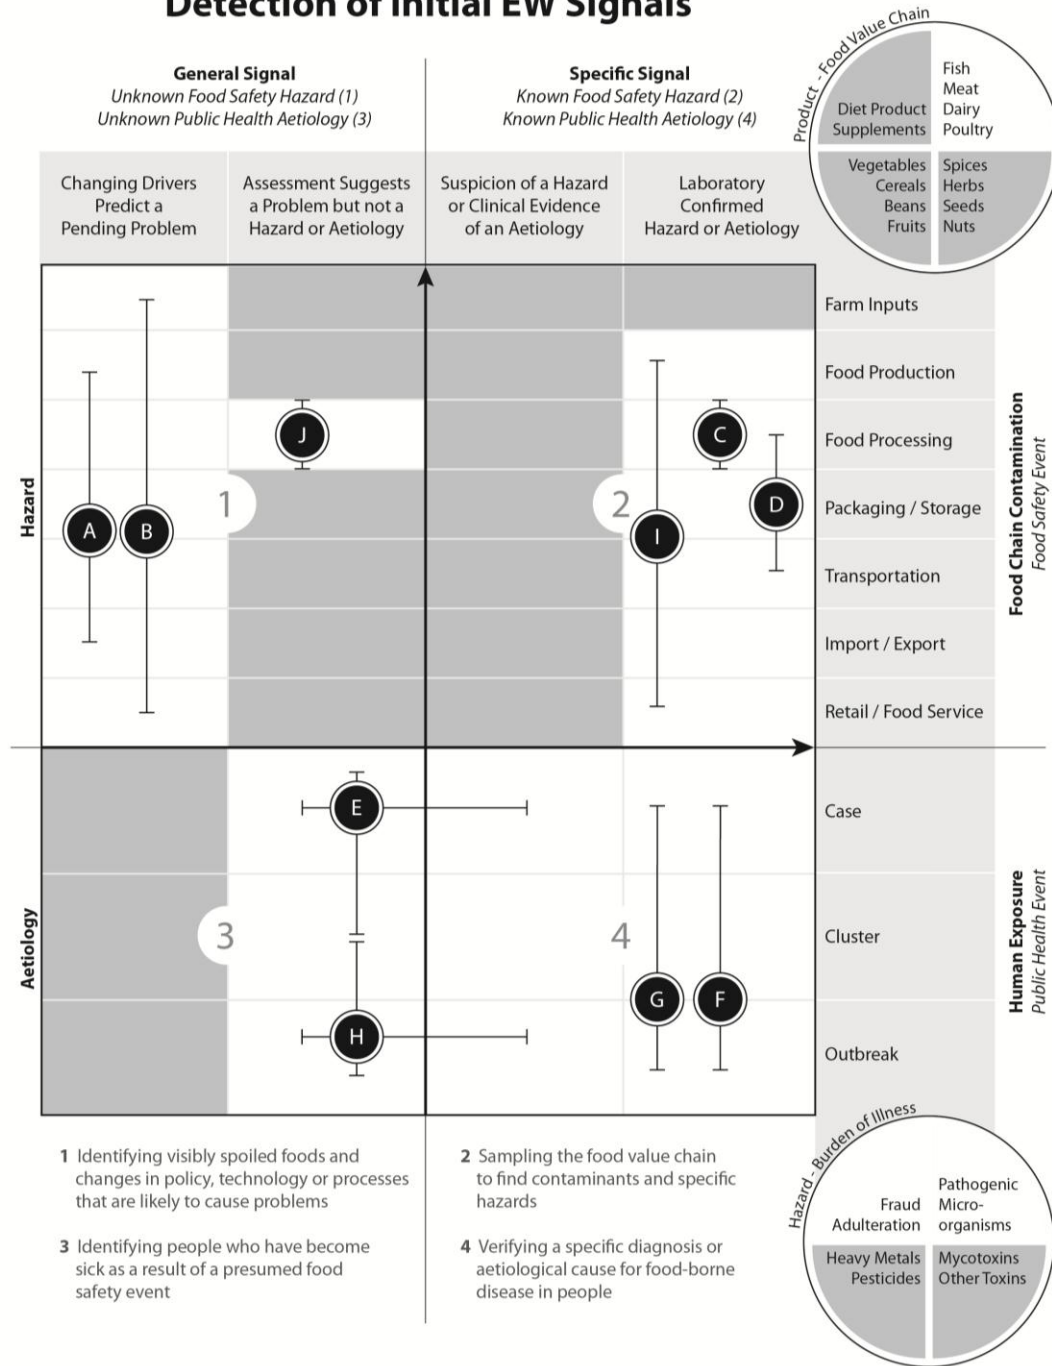 Detection of Initial EW Signals
General Signal
Unknown Food Safety Hazard (1)
Unknown Public Health Aetiology (3)
Specific Signal
Known Food Safety Hazard (2)
Known Public Health Aetiology (4)
Product - Food Value Chain
Diet Product
Supplements
Fish
Meat
Dairy
Poultry
Vegetables
Cereals
Beans
Fruits
Spices
Herbs
Seeds
Nuts
Changing Drivers
Predict a
Pending Problem
Assessment Suggests
a Problem but not a
Hazard or Aetiology
Suspicion of a Hazard
or Clinical Evidence
of an Aetiology
Laboratory
Confirmed
Hazard or Aetiology
Hazard
Farm Inputs
Food Production
Food Processing
Packaging / Storage
Transportation
Import / Export
Retail / Food Service
Food Chain Contamination
Food Safety Event
J
C
1
2
D
A
B
I
Aetiology
Case
Cluster
Outbreak
Human Exposure
Public Health Event
E
3
4
G
F
H
1 Identifying visibly spoiled foods and
changes in policy, technology or processes
that are likely to cause problems
2 Sampling the food value chain
to find contaminants and specific
hazards
3 Identifying people who have become
sick as a result of a presumed food
safety event
4 Verifying a specific diagnosis or
aetiological cause for food-borne
disease in people
Hazard - Burden of Illness
Fraud
Adulteration
Pathogenic
Micro-
organisms
Heavy Metals
Pesticides
Mycotoxins
Other Toxins